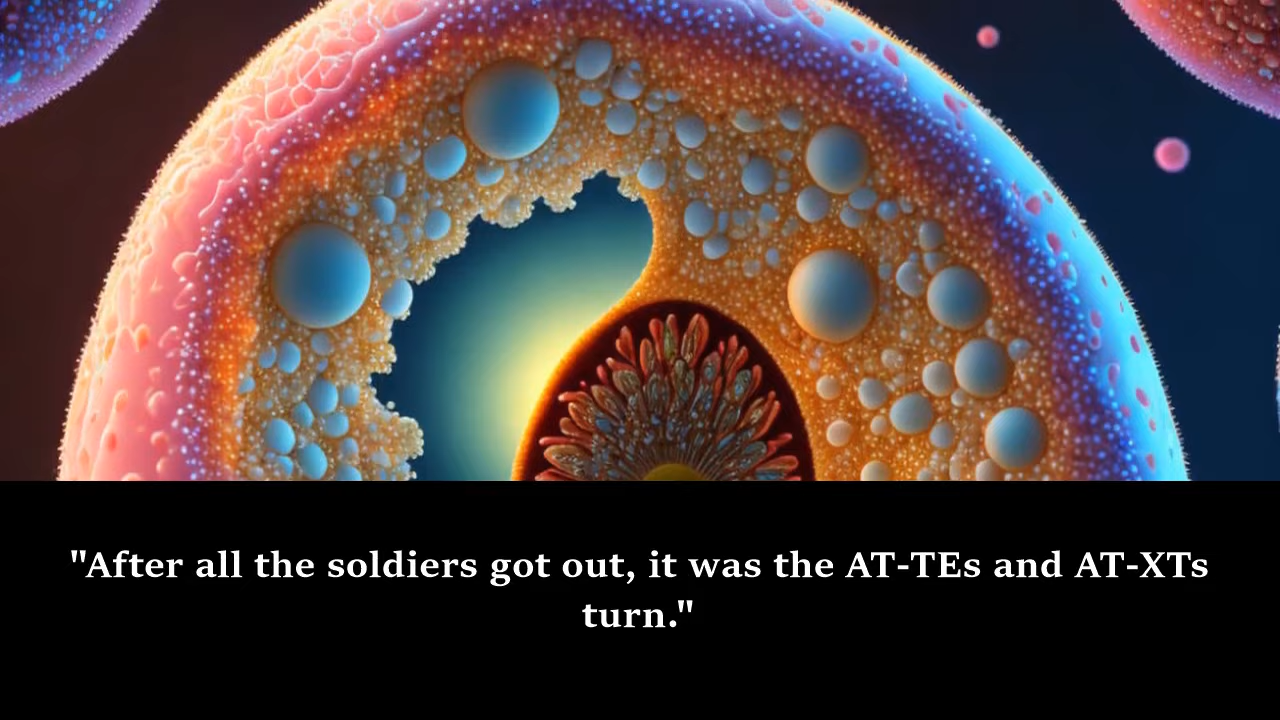 "After all the soldiers got out, it was the AT-TEs and AT-XTs
turn."